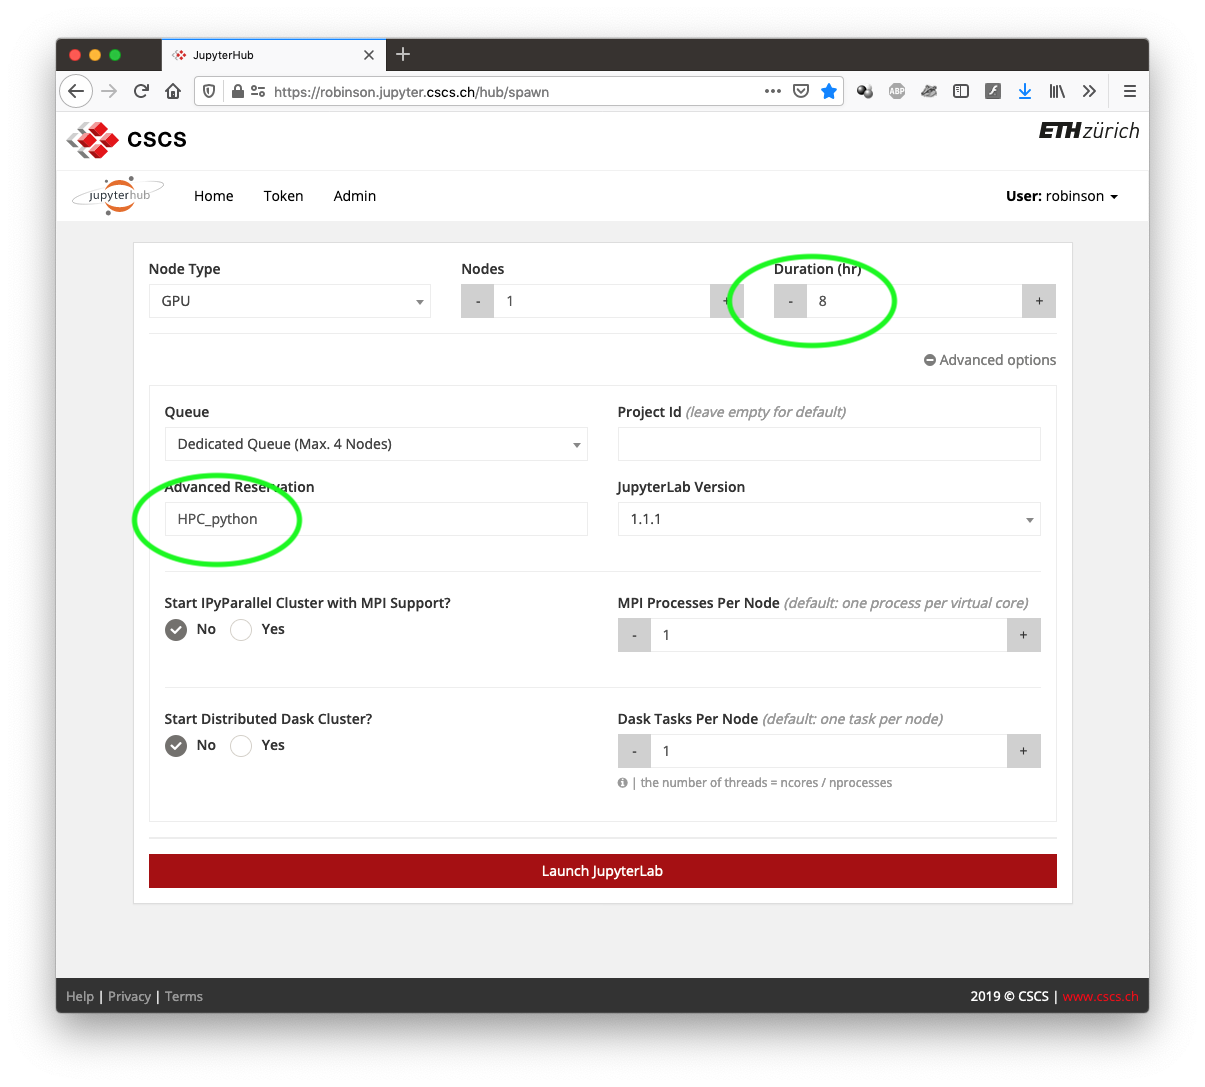 JupyterHub
https://robinson.jupyter.cscs.ch/hub/spawn
ABP
CSCS
ETH zürich
jupyterhub
Home Token Admin
User: robinson
Node Type Nodes Duration (hr)
GPU - 1 + - 8 +
Advanced options
Queue Project Id (leave empty for default)
Dedicated Queue (Max. 4 Nodes)
Advanced Reservation JupyterLab Version
HPC_python 1.1.1
Start IPyParallel Cluster with MPI Support? MPI Processes Per Node (default: one process per virtual core)
No Yes - 1 +
Start Distributed Dask Cluster? Dask Tasks Per Node (default: one task per node)
No Yes - 1 +
| the number of threads = ncores / nprocesses
Launch JupyterLab
Help | Privacy | Terms 2019 © CSCS | www.cscs.ch